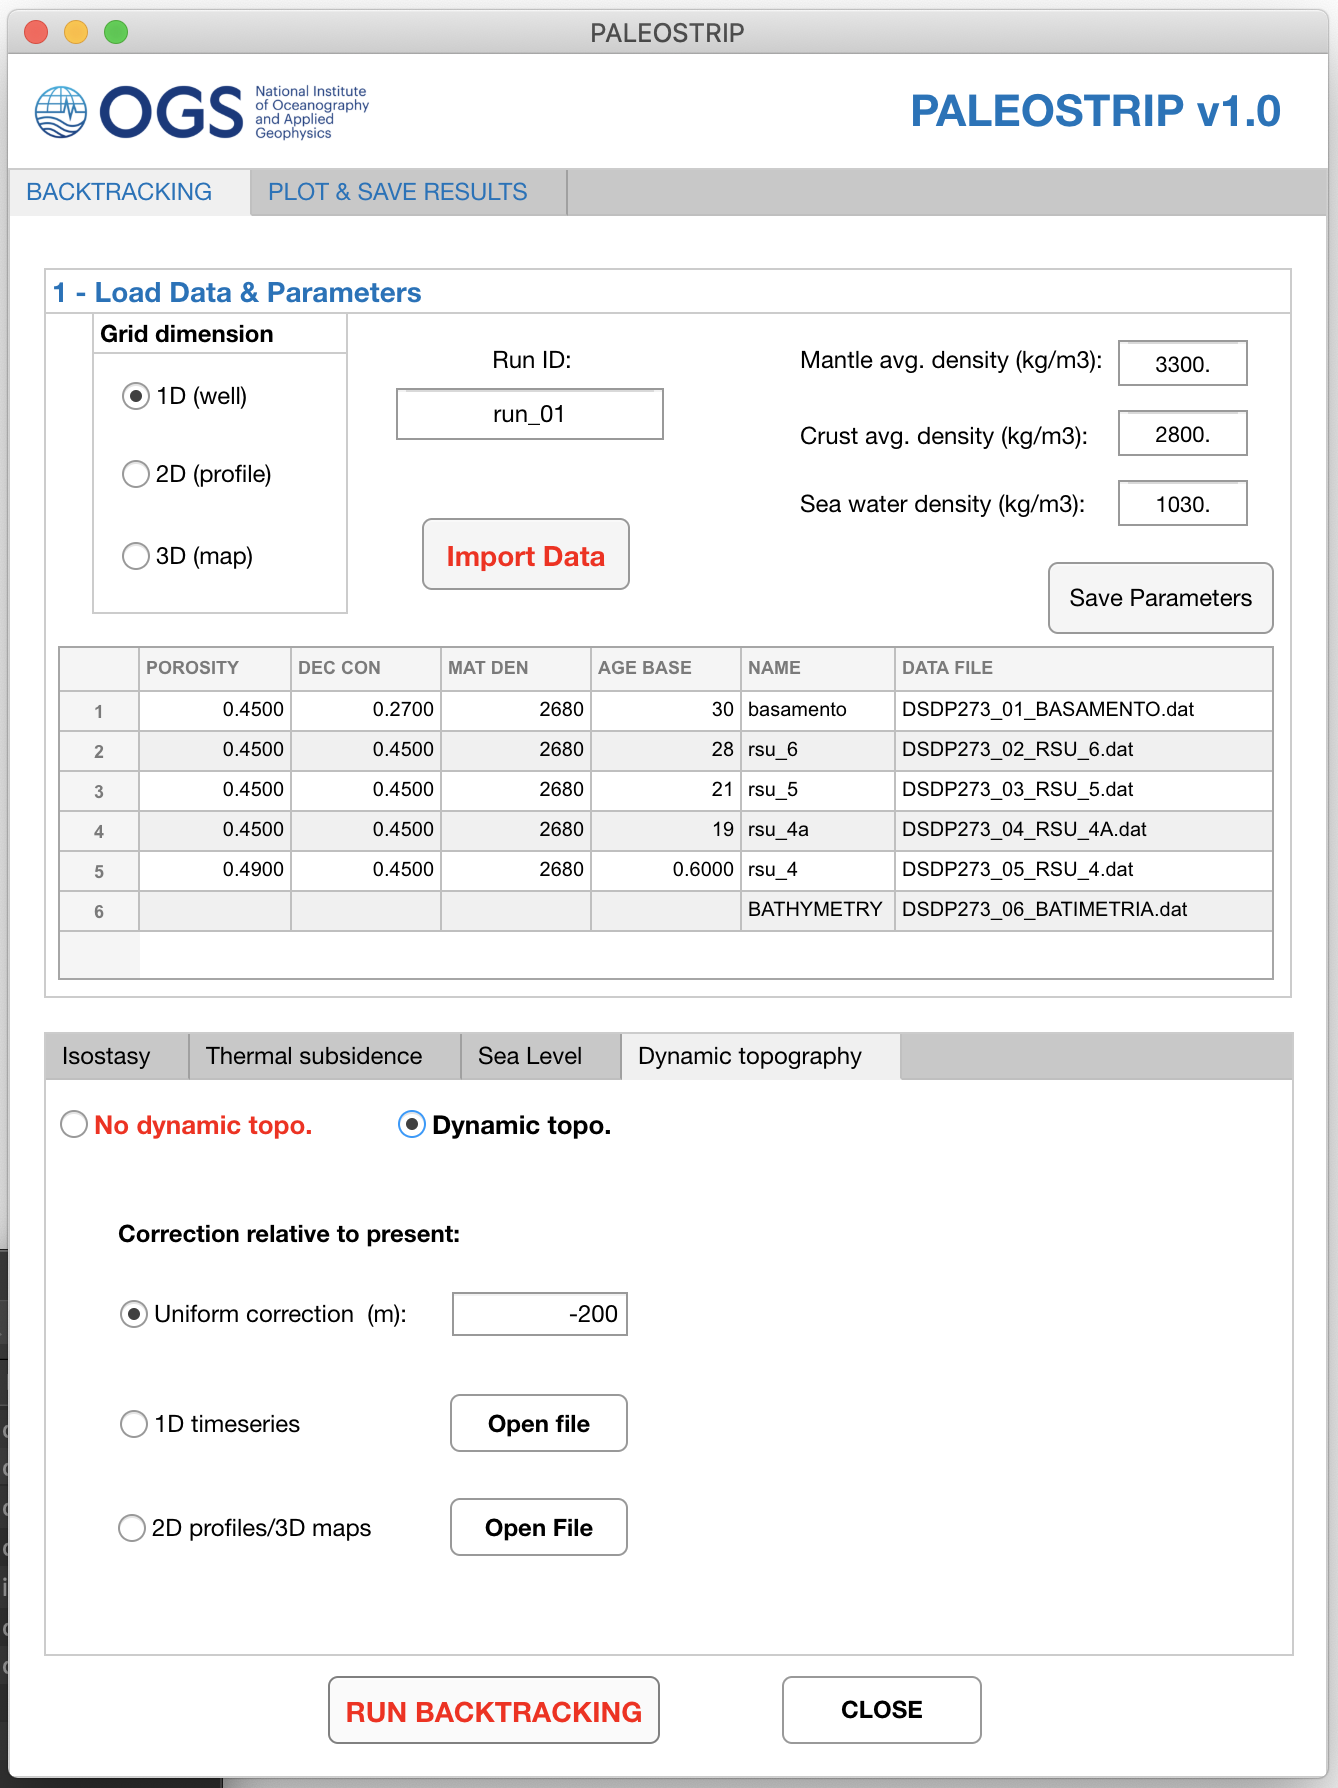 PALEOSTRIP
OGS
National Institute
of Oceanography
and Applied
Geophysics
PALEOSTRIP v1.0
BACKTRACKING PLOT & SAVE RESULTS
1 - Load Data & Parameters
Grid dimension
1D (well)
2D (profile)
3D (map)
Run ID:
run_01
Import Data
Mantle avg. density (kg/m3): 3300.
Crust avg. density (kg/m3): 2800.
Sea water density (kg/m3): 1030.
Save Parameters
POROSITY DEC CON MAT DEN AGE BASE NAME DATA FILE
1 0.4500 0.2700 2680 30 basamento DSDP273_01_BASAMENTO.dat
2 0.4500 0.4500 2680 28 rsu_6 DSDP273_02_RSU_6.dat
3 0.4500 0.4500 2680 21 rsu_5 DSDP273_03_RSU_5.dat
4 0.4500 0.4500 2680 19 rsu_4a DSDP273_04_RSU_4A.dat
5 0.4900 0.4500 2680 0.6000 rsu_4 DSDP273_05_RSU_4.dat
6 BATHYMETRY DSDP273_06_BATIMETRIA.dat
Isostasy Thermal subsidence Sea Level Dynamic topography
No dynamic topo. Dynamic topo.
Correction relative to present:
Uniform correction (m): -200
1D timeseries Open file
2D profiles/3D maps Open File
RUN BACKTRACKING CLOSE